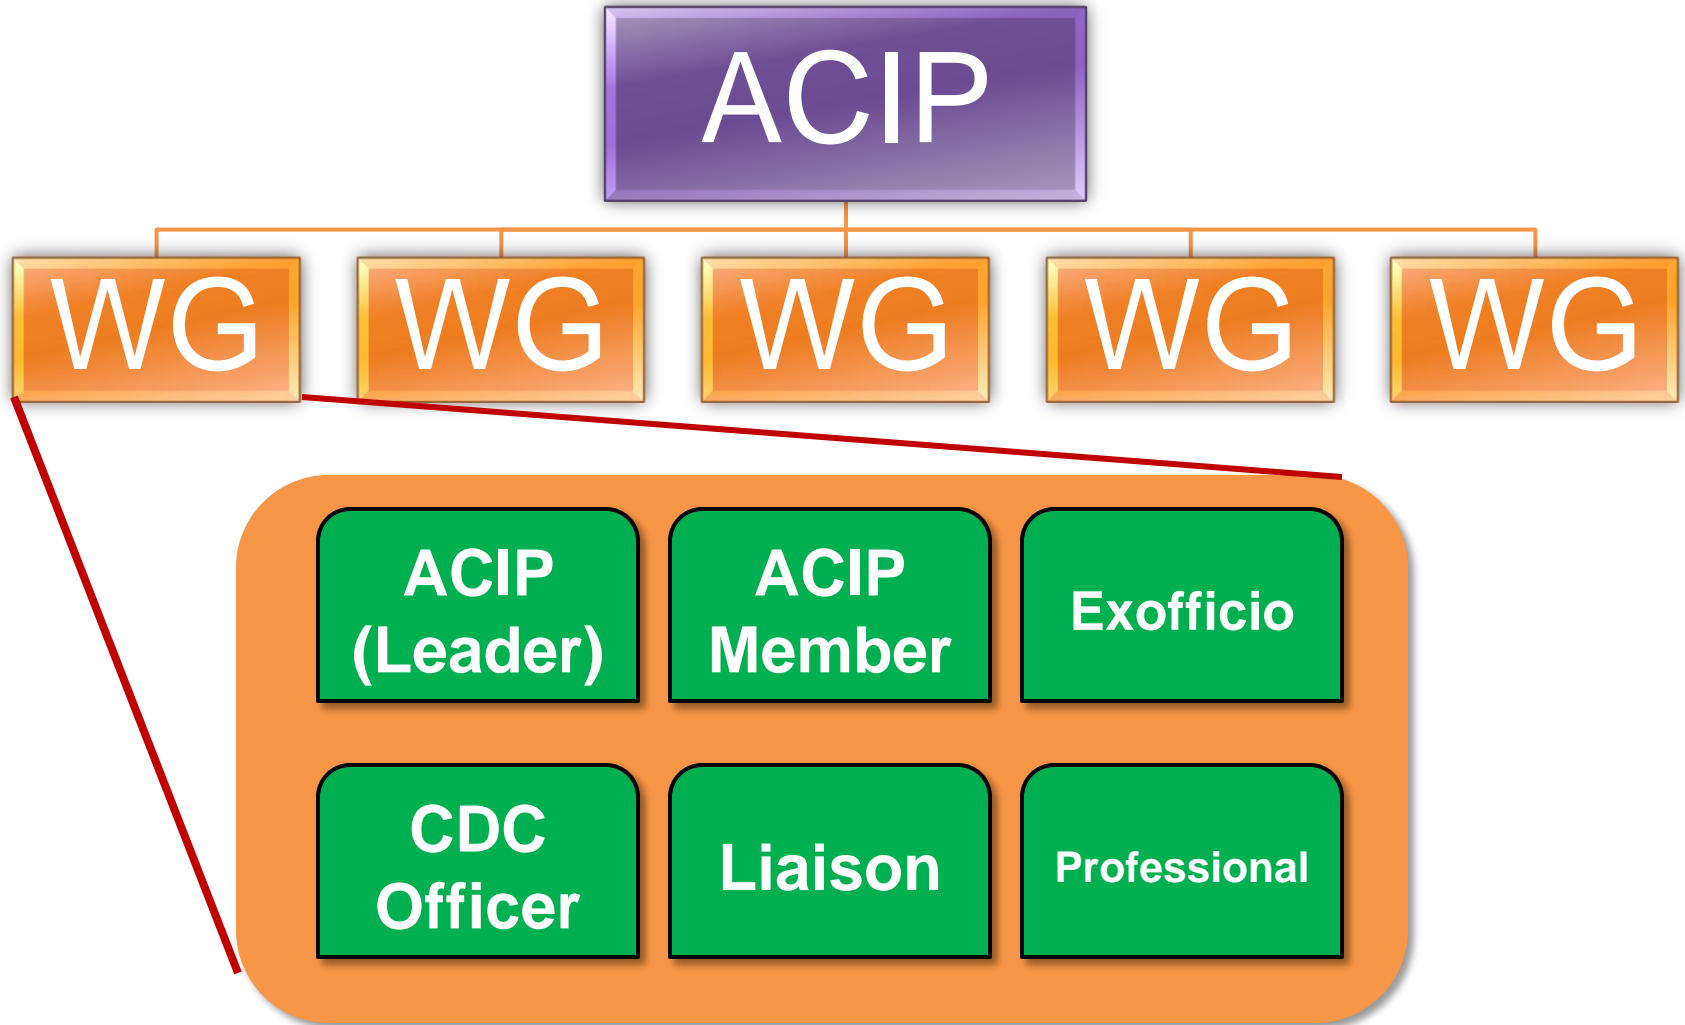 ACIP
WG
WG
WG
WG
WG
ACIP
(Leader)
ACIP
Member
Exofficio
CDC
Officer
Liaison
Professional